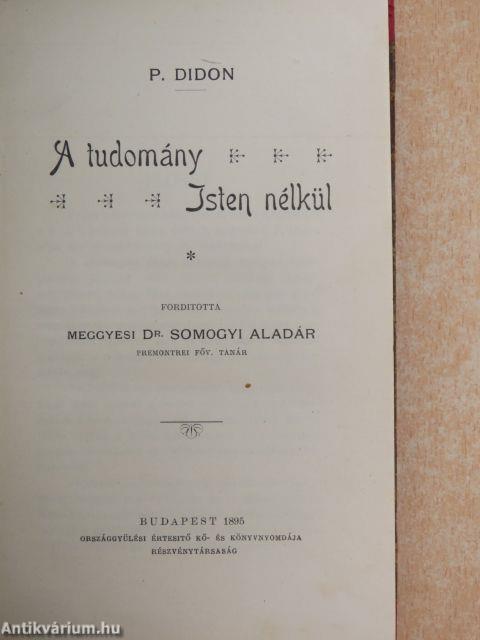 P. DIDON
A tudomány
Isten nélkül
*
FORDITOTTA
MEGGYESI DR. SOMOGYI ALADÁR
PREMONTREI FŐV. TANÁR
BUDAPEST 1895
ORSZÁGGYÜLÉSI ÉRTESITŐ KŐ- ÉS KÖNYVNYOMDÁJA
RÉSZVÉNYTÁRSASÁG
Antikvárium.hu